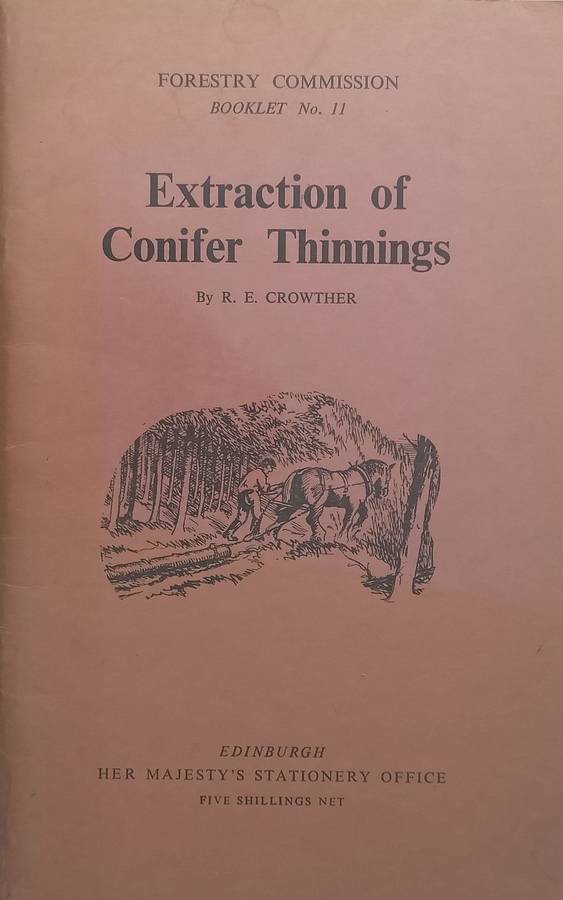 FORESTRY COMMISSION
BOOKLET No. 11
Extraction of
Conifer Thinnings
By R. E. CROWTHER
EDINBURGH
HER MAJESTY'S STATIONERY OFFICE
FIVE SHILLINGS NET